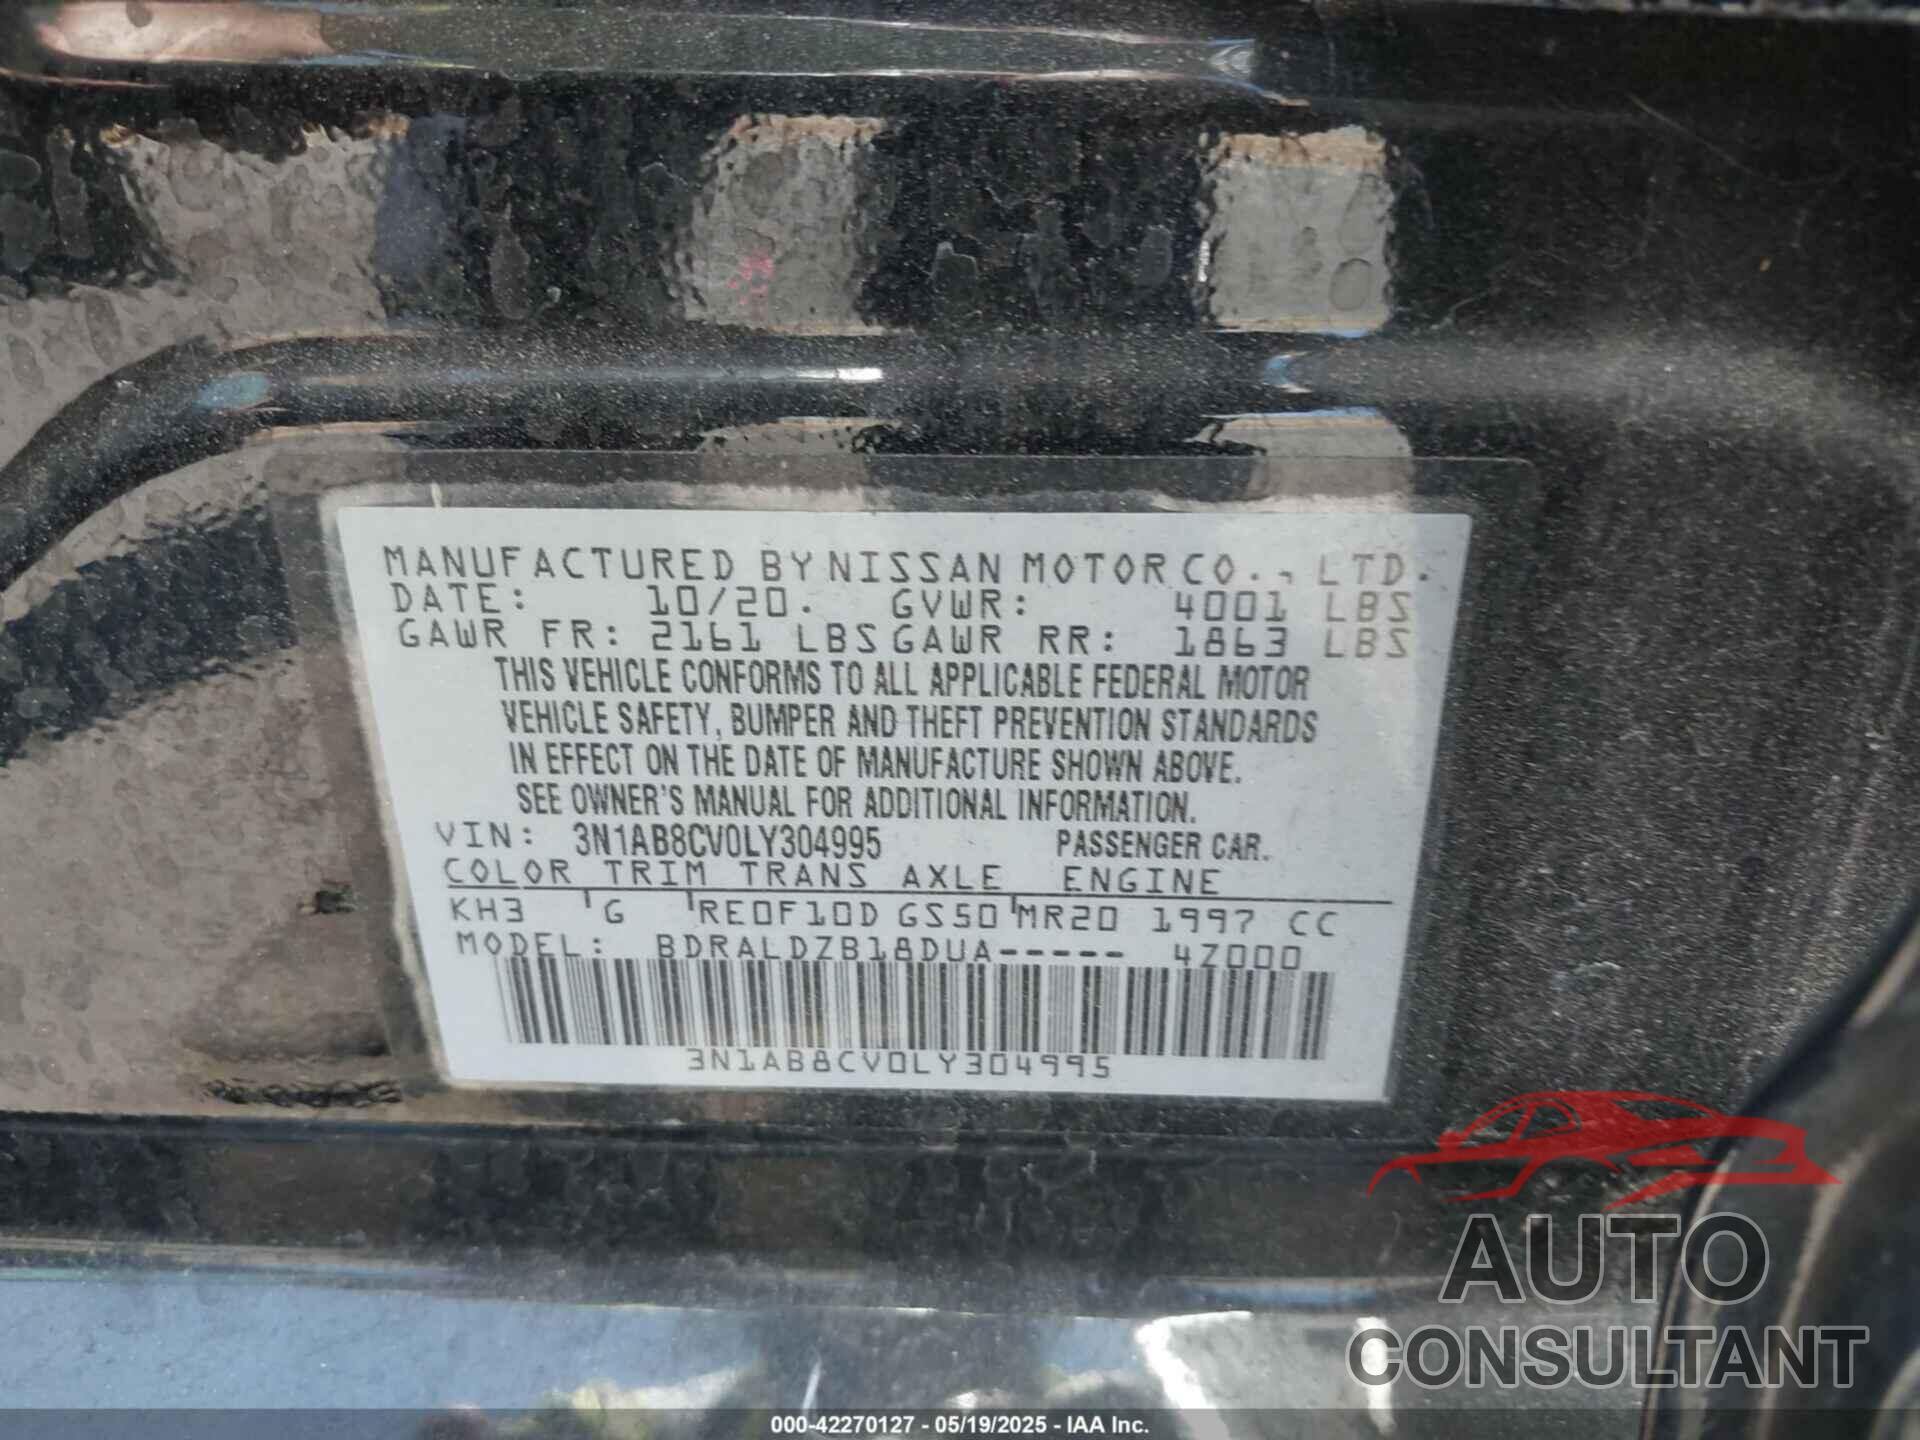 MANUFACTURED BY NISSAN MOTOR CO., LTD.
DATE: 10/20. GVWR: 4001 LBS
GAWR FR: 2161 LBS GAWR RR: 1863 LBS
THIS VEHICLE CONFORMS TO ALL APPLICABLE FEDERAL MOTOR
VEHICLE SAFETY, BUMPER AND THEFT PREVENTION STANDARDS
IN EFFECT ON THE DATE OF MANUFACTURE SHOWN ABOVE.
SEE OWNER'S MANUAL FOR ADDITIONAL INFORMATION.
VIN: 3N1AB8CV0LY304995 PASSENGER CAR.
COLOR TRIM TRANS AXLE ENGINE
KH3 G RE0F10D GS50 MR20 1997 CC
MODEL: BDRALDZB18DUA----- 4Z000
3N1AB8CV0LY304995
AUTO
CONSULTANT
000-42270127 - 05/19/2025 - IAA Inc.